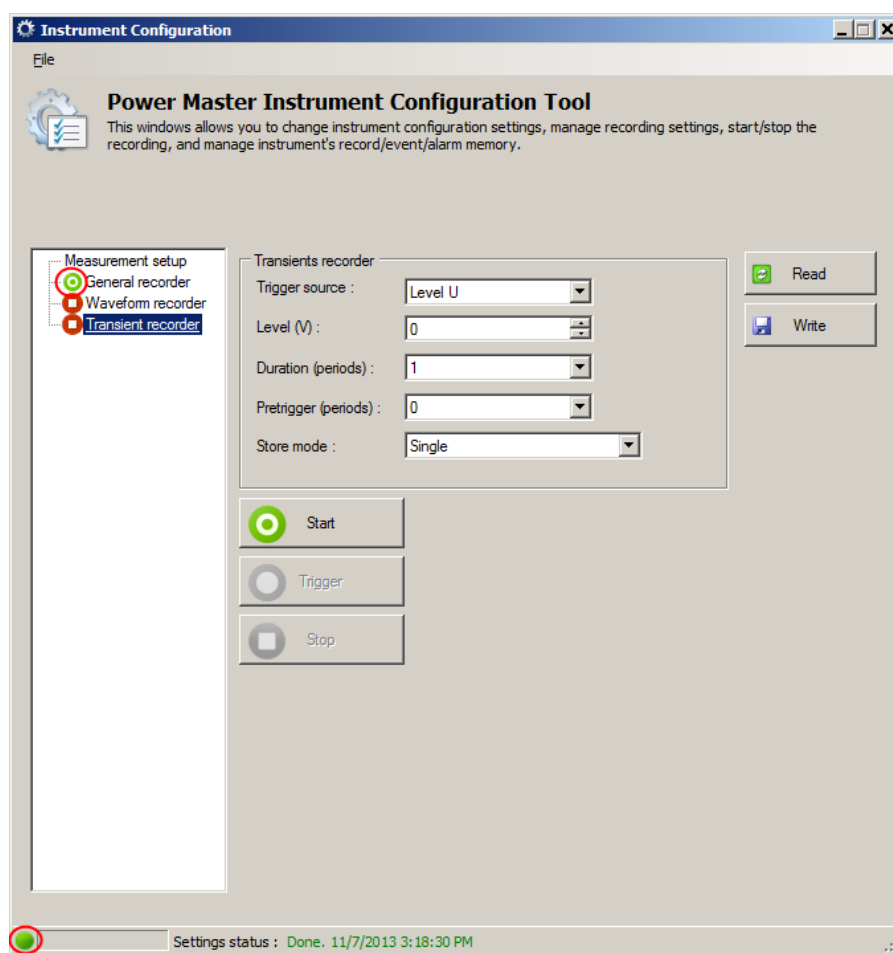 Instrument Configuration
File
Power Master Instrument Configuration Tool
This windows allows you to change instrument configuration settings, manage recording settings, start/stop the
recording, and manage instrument's record/event/alarm memory.
Measurement setup
General recorder
Waveform recorder
Transient recorder
Transients recorder
Trigger source :
Level U
Level (V) :
0
Duration (periods) :
1
Pretrigger (periods) :
0
Store mode :
Single
Read
Write
Start
Trigger
Stop
Settings status : Done. 11/7/2013 3:18:30 PM